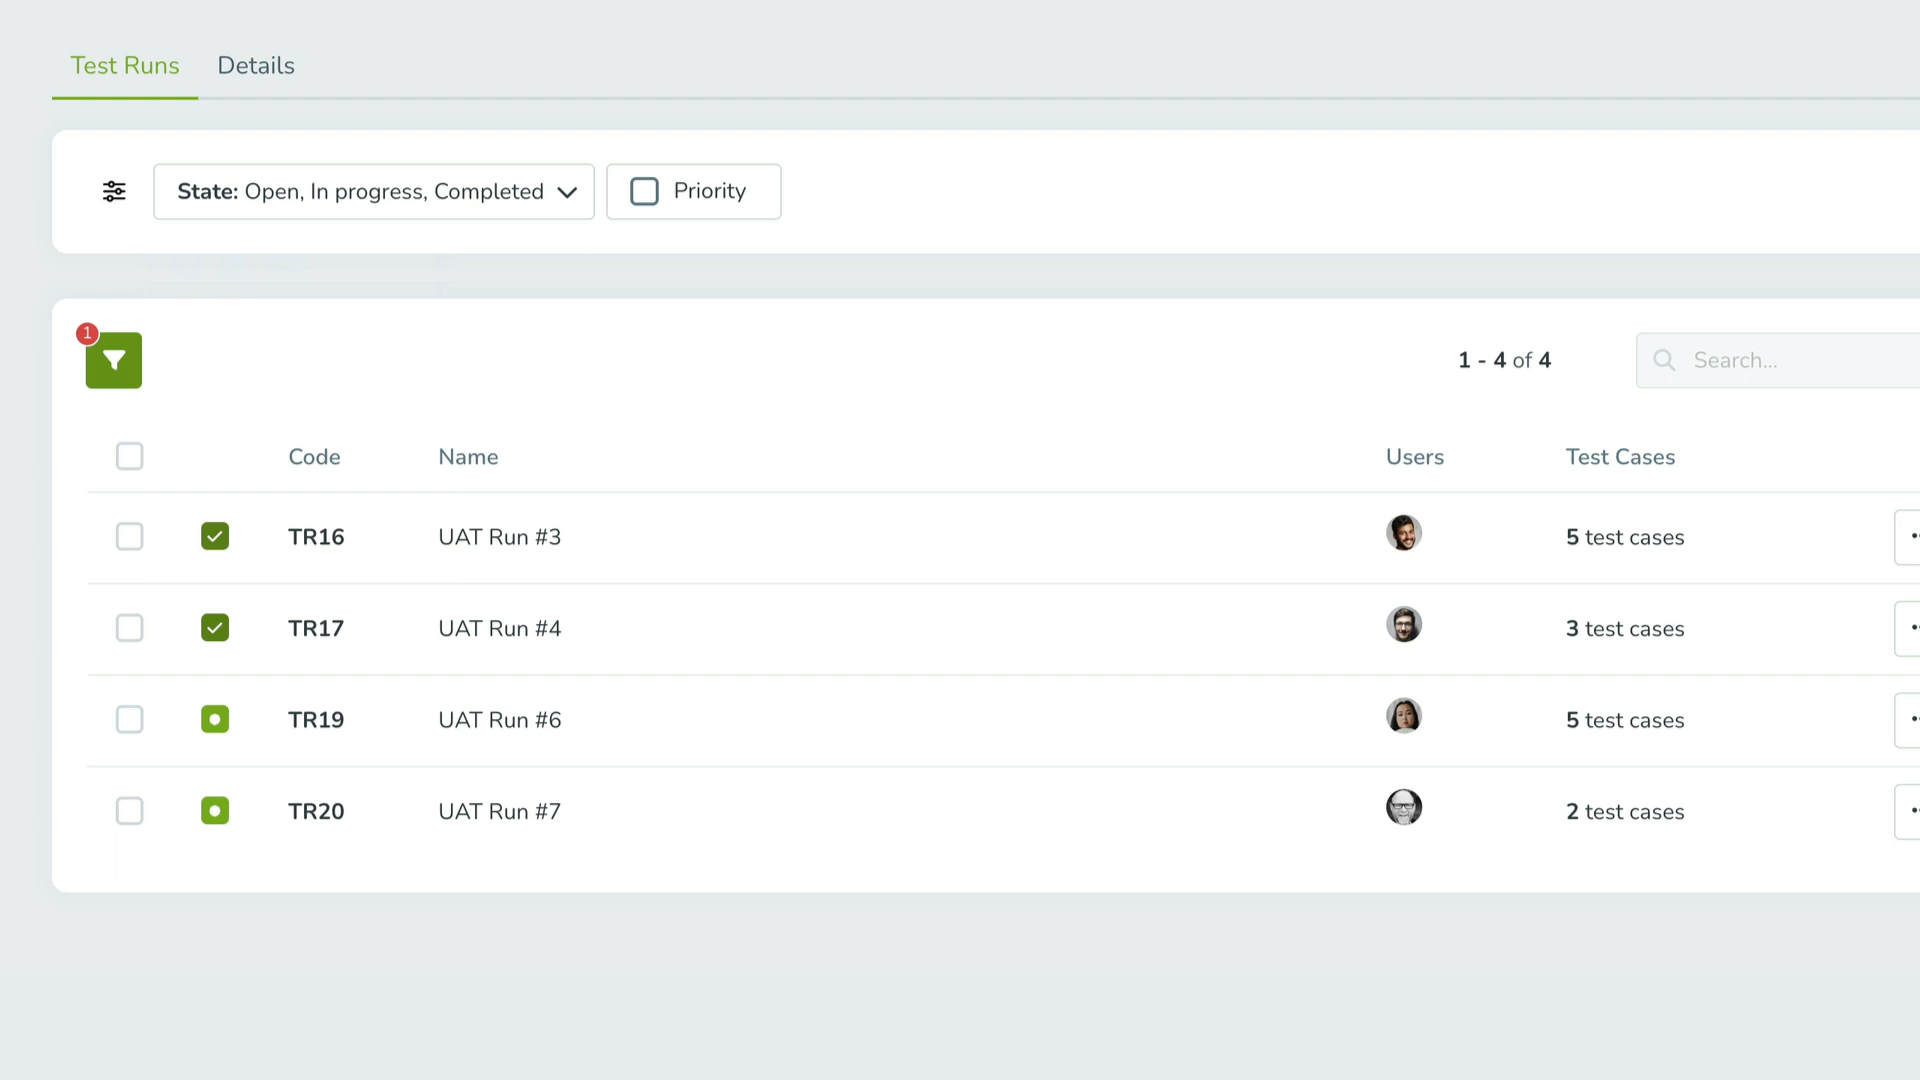 Test Runs Details
State: Open, In progress, Completed Priority
1
1 - 4 of 4 Search...
Code Name Users Test Cases
TR16 UAT Run #3 5 test cases
TR17 UAT Run #4 3 test cases
TR19 UAT Run #6 5 test cases
TR20 UAT Run #7 2 test cases